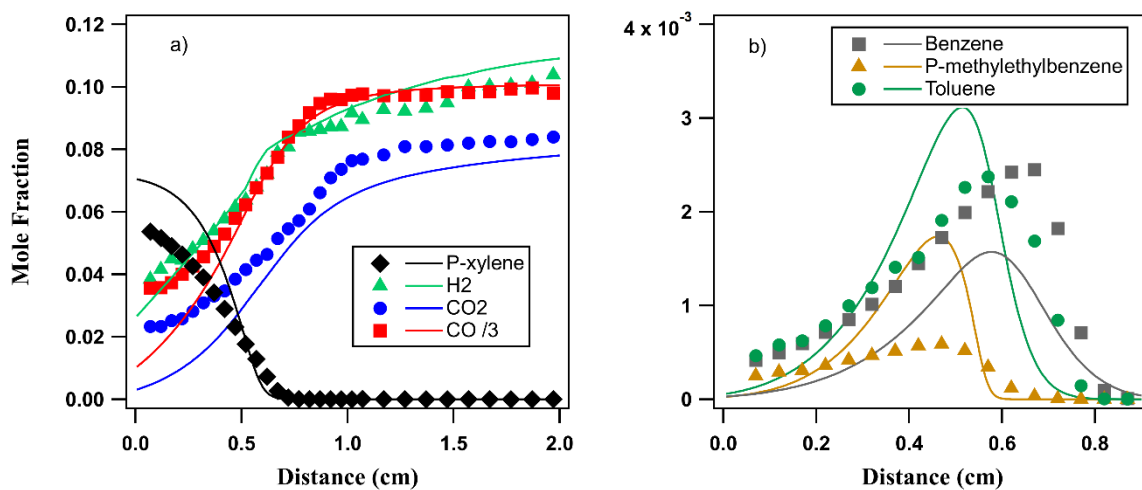 a)
0.12
0.10
0.08
0.06
0.04
0.02
0.00
Mole Fraction
P-xylene
H2
CO2
CO /3
0.0 0.5 1.0 1.5 2.0
Distance (cm)
b)
4 x 10⁻³
3
2
1
0
Benzene
P-methylethylbenzene
Toluene
0.0 0.2 0.4 0.6 0.8
Distance (cm)